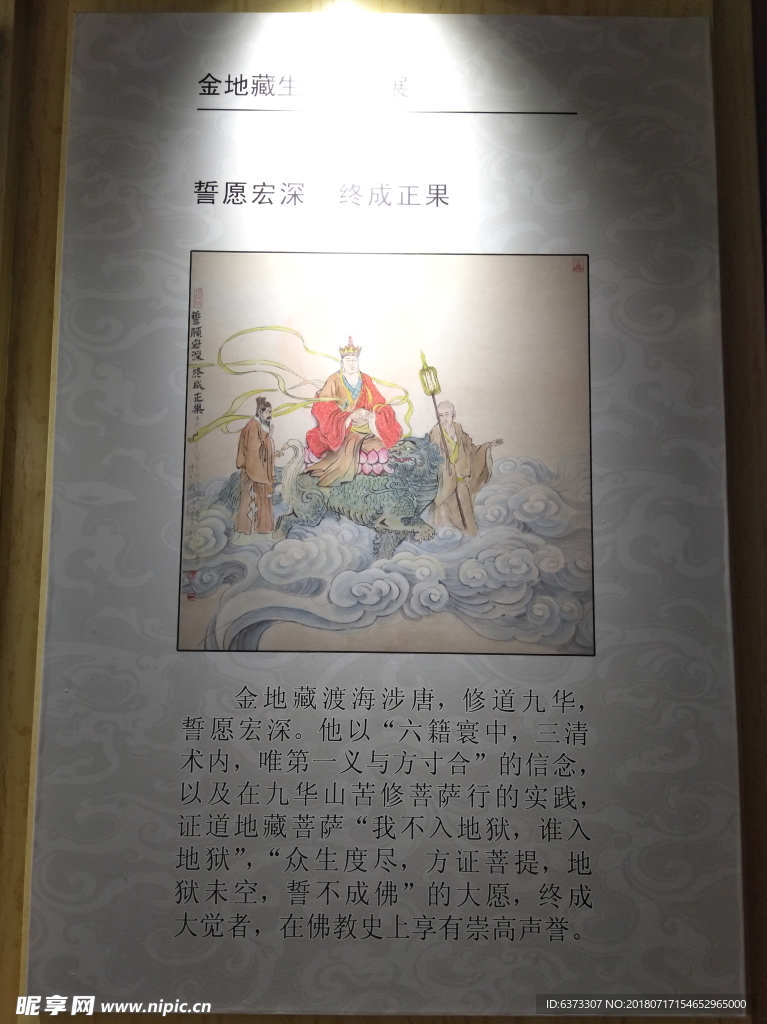 金地藏生 展
誓愿宏深 终成正果
誓願宏深 终成正果
金地藏渡海涉唐，修道九华，
誓愿宏深。他以“六籍寰中，三清
术内，唯第一义与方寸合”的信念，
以及在九华山苦修菩萨行的实践，
证道地藏菩萨“我不入地狱，谁入
地狱”，“众生度尽，方证菩提，地
狱未空，誓不成佛”的大愿，终成
大觉者，在佛教史上享有崇高声誉。
昵享网 www.nipic.cn
ID:6373307 NO:20180717154652965000